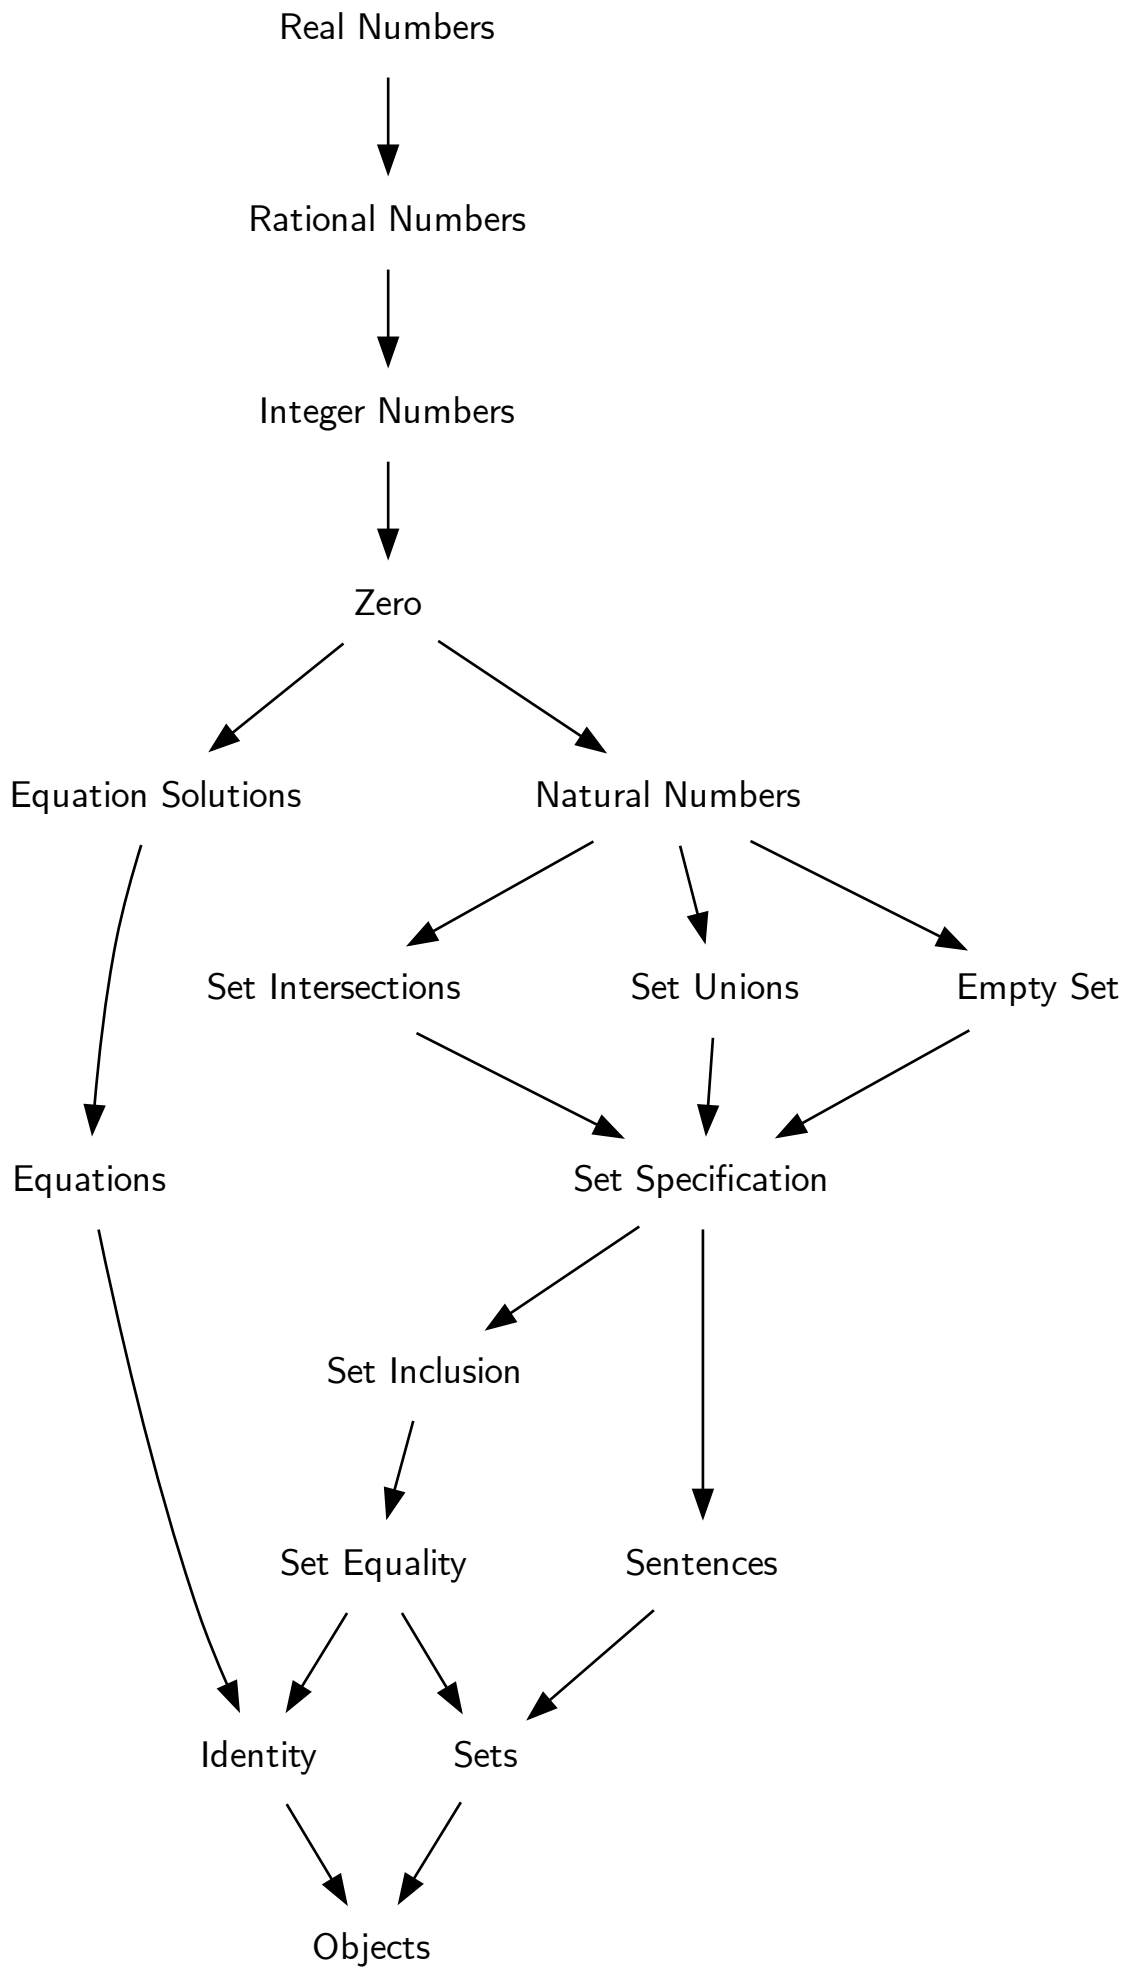 Real Numbers
Rational Numbers
Integer Numbers
Zero
Equation Solutions
Natural Numbers
Set Intersections
Set Unions
Empty Set
Equations
Set Specification
Set Inclusion
Set Equality
Sentences
Identity
Sets
Objects